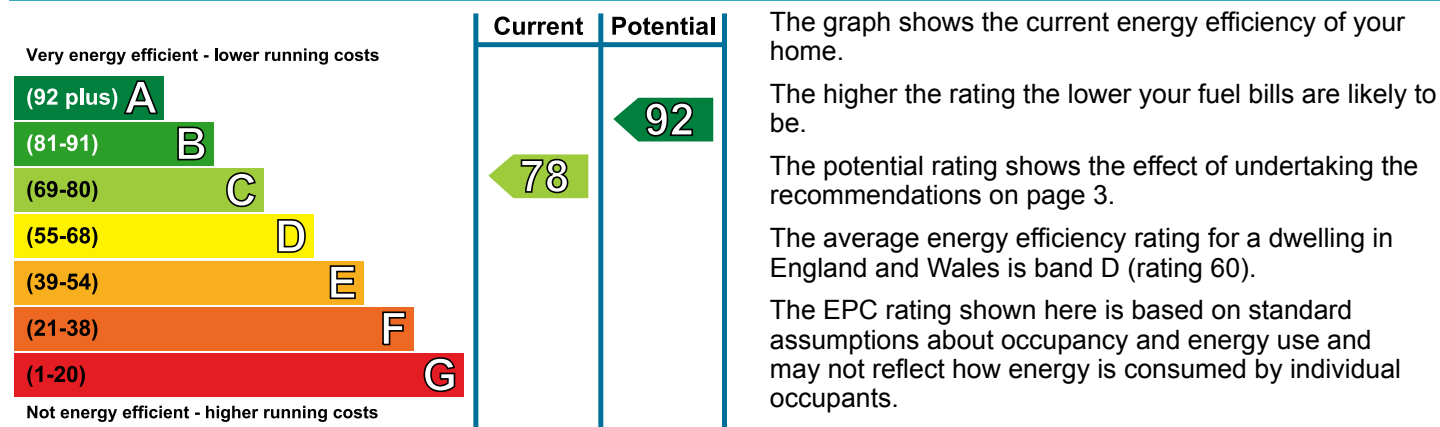 Current Potential
Very energy efficient - lower running costs
(92 plus) A
(81-91) B
(69-80) C
(55-68) D
(39-54) E
(21-38) F
(1-20) G
Not energy efficient - higher running costs
78
92
The graph shows the current energy efficiency of your
home.
The higher the rating the lower your fuel bills are likely to
be.
The potential rating shows the effect of undertaking the
recommendations on page 3.
The average energy efficiency rating for a dwelling in
England and Wales is band D (rating 60).
The EPC rating shown here is based on standard
assumptions about occupancy and energy use and
may not reflect how energy is consumed by individual
occupants.